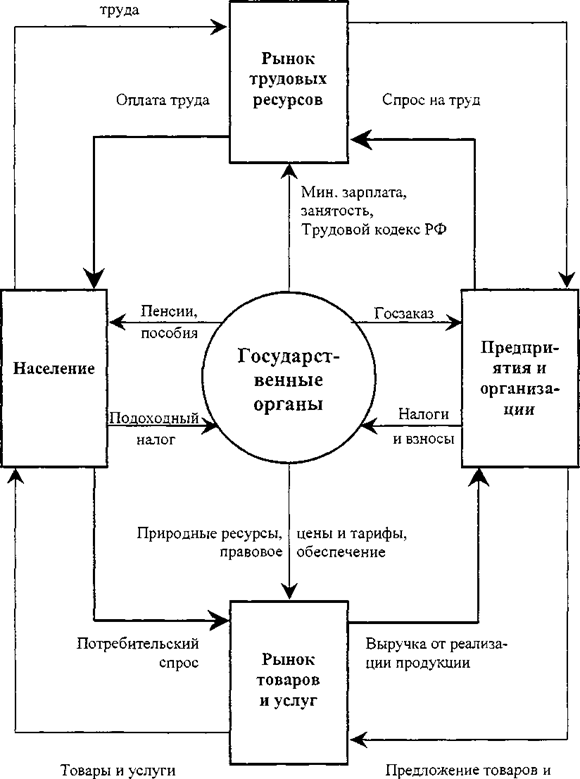 труда
Рынок
трудовых
ресурсов
Оплата труда
Спрос на труд
Мин. зарплата,
занятость,
Трудовой кодекс РФ
Пенсии,
пособия
Госзаказ
Население
Государст-
венные
органы
Предпри-
ятия и
организа-
ции
Подоходный
налог
Налоги
и взносы
Природные ресурсы,
правовое
цены и тарифы,
обеспечение
Потребительский
спрос
Рынок
товаров
и услуг
Выручка от реализа-
ции продукции
Товары и услуги
Предложение товаров и